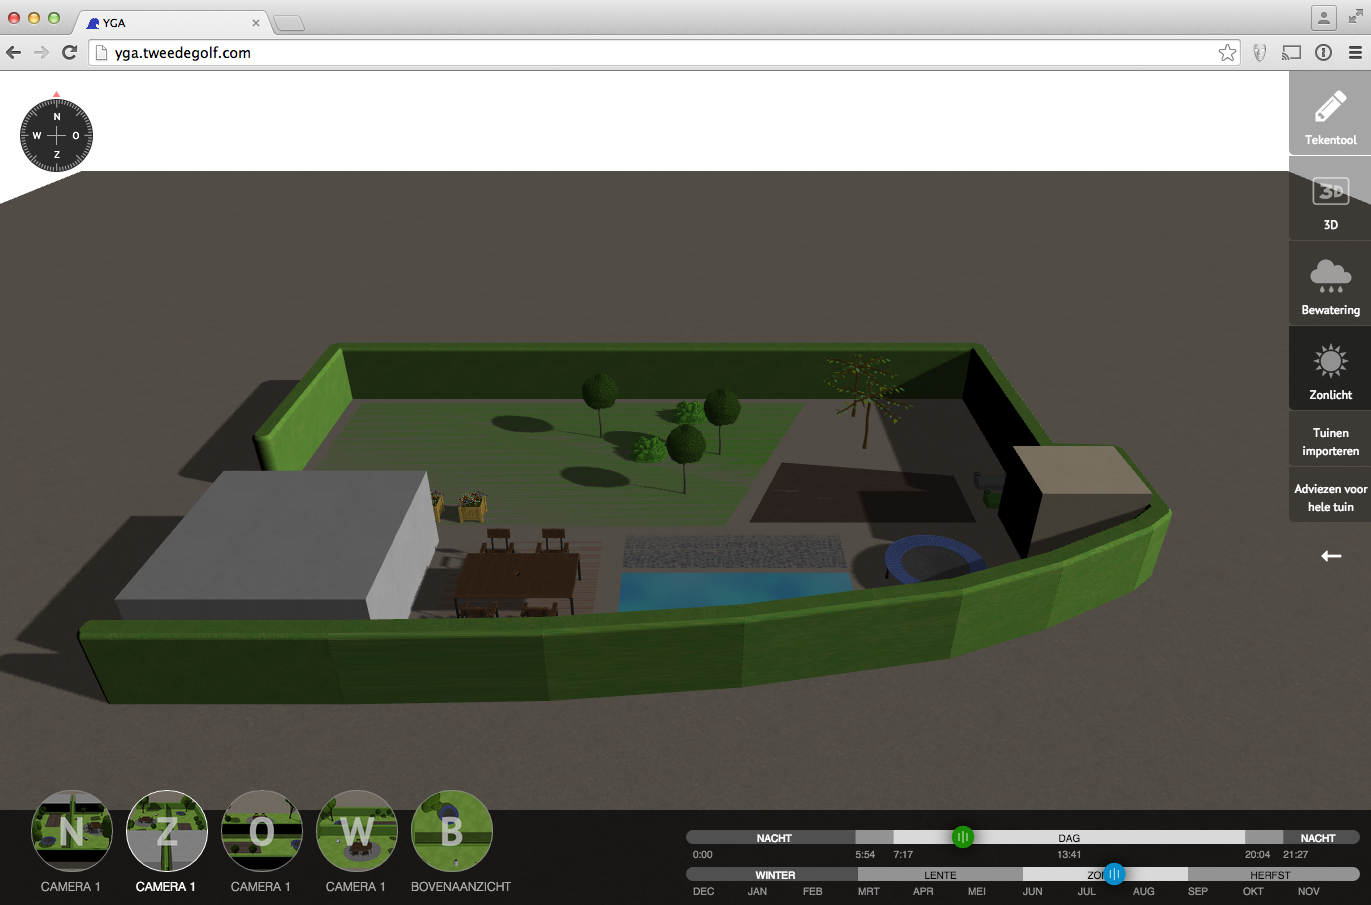 YGA
yga.tweedegolf.com
N
W O
Z
Tekentool
3D
3D
Bewatering
Zonlicht
Tuinen
importeren
Adviezen voor
hele tuin
N Z O W B
CAMERA 1 CAMERA 1 CAMERA 1 CAMERA 1 BOVENAANZICHT
NACHT DAG NACHT
0:00 5:54 7:17 13:41 20:04 21:27
WINTER LENTE HERFST
DEC JAN FEB MRT APR MEI JUN JUL AUG SEP OKT NOV